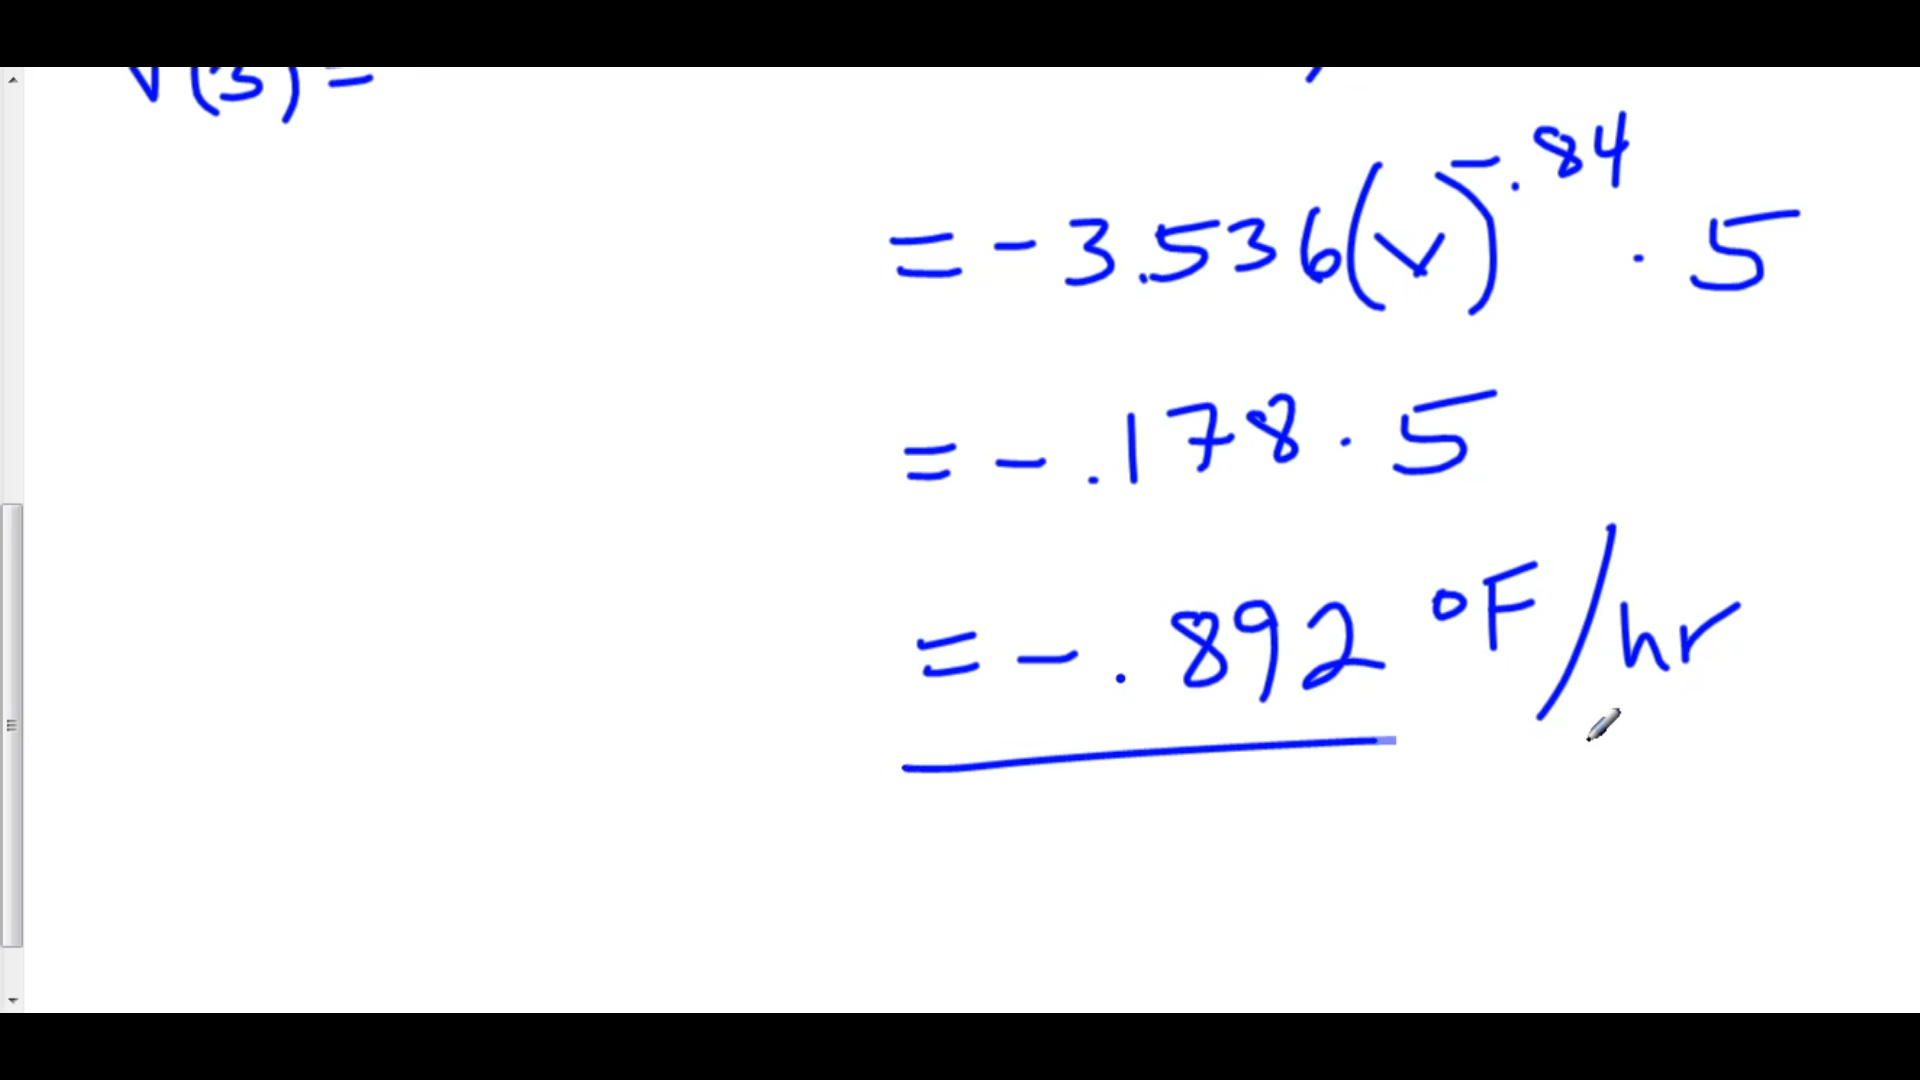 v(3) =
= -3.536(v)^-.84 · 5
= -.178 · 5
= -.892 °F/hr